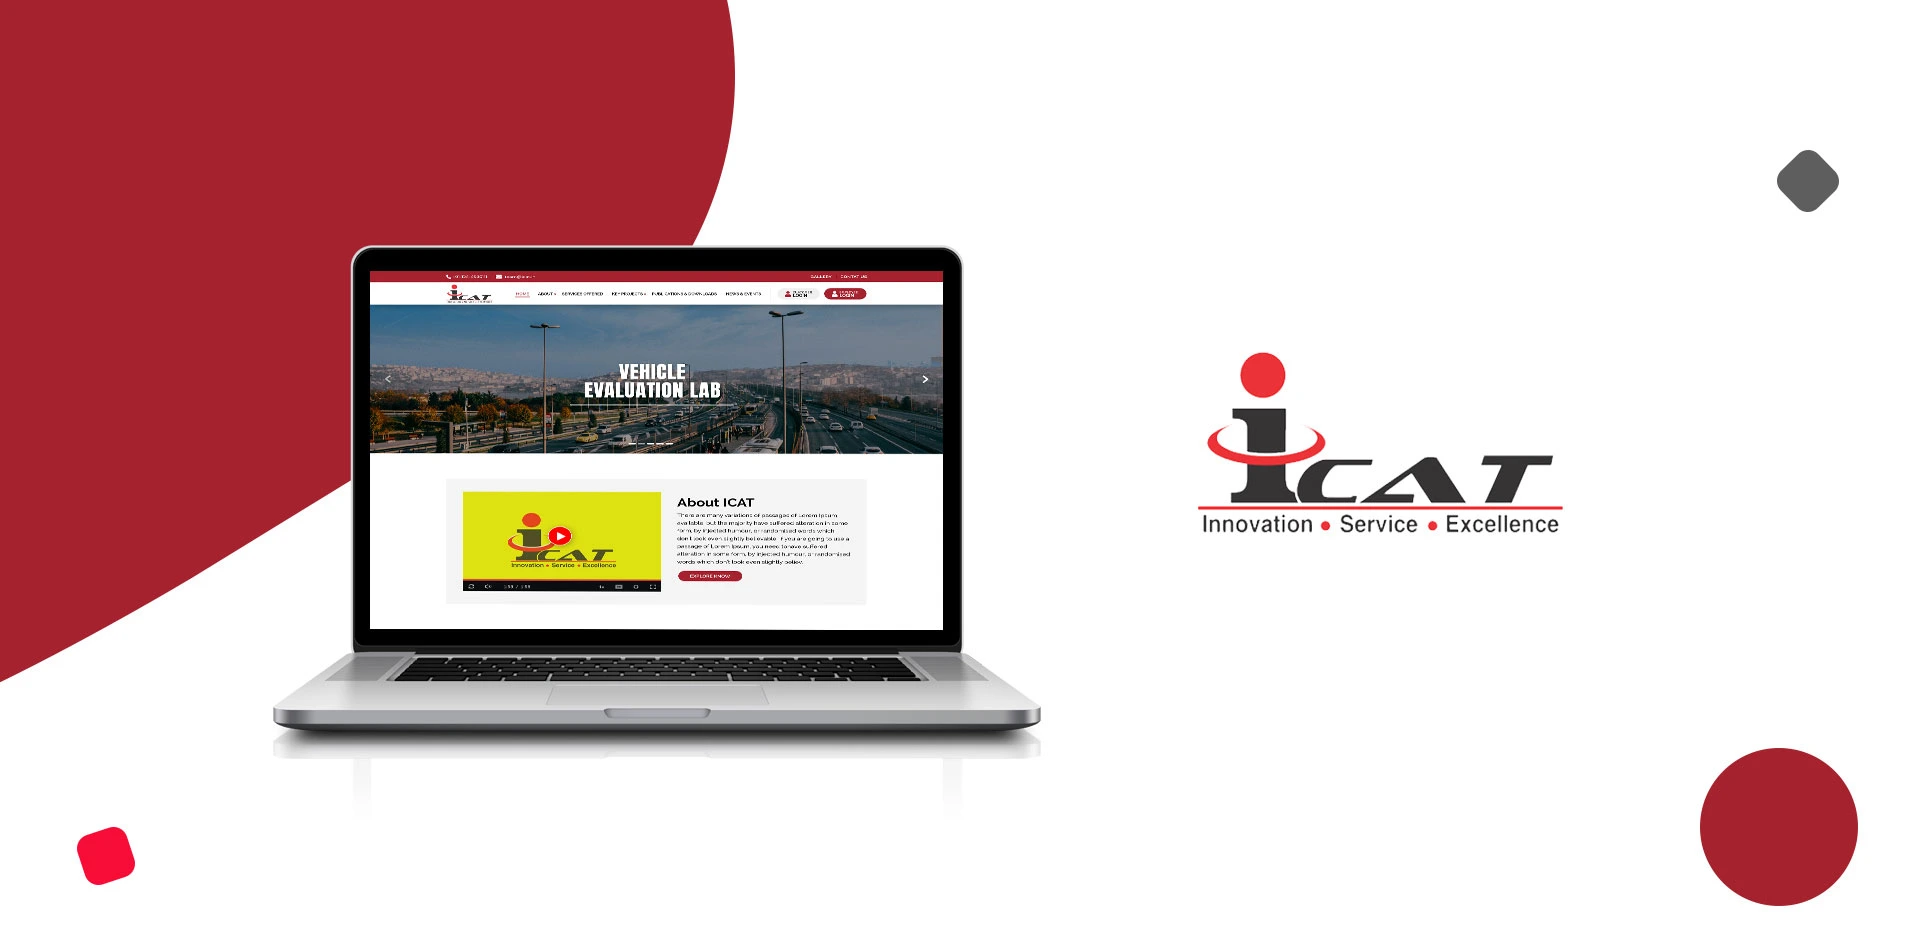 GALLERY
CONTAT US
iCAT
HOME
ABOUT
SERVICES OFFERED
KEY PROJECTS
PUBLICATIONS & DOWNLOADS
NEWS & EVENTS
LOGIN
LOGIN
VEHICLE
EVALUATION LAB
iCAT
Innovation • Service • Excellence
About ICAT
There are many variations of passages of Lorem Ipsum
available, but the majority have suffered alteration in some
form, by injected humour, or randomised words which
don't look even slightly believable. If you are going to use a
passage of Lorem Ipsum, you need to have suffered
alteration in some form, by injected humour, or randomised
words which don't look even slightly believ.
EXPLORE KNOW
iCAT
Innovation • Service • Excellence